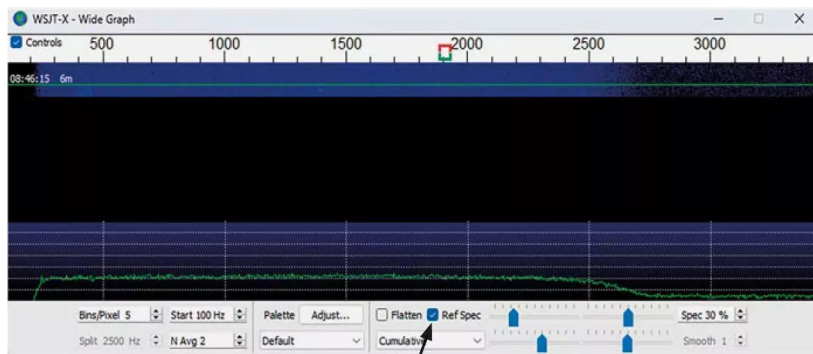 WSJT-X - Wide Graph
Controls 500 1000 1500 2000 2500 3000
08:46:15 6m
Bins/Pixel 5 Start 100 Hz Palette Adjust... Flatten Ref Spec Spec 30 %
Split 2500 Hz N Avg 2 Default Cumulative Smooth 1